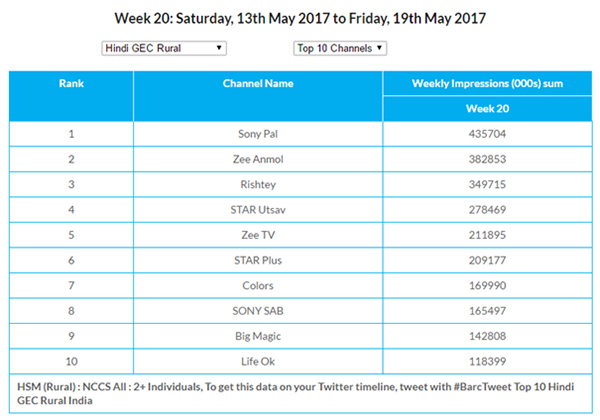 Week 20: Saturday, 13th May 2017 to Friday, 19th May 2017
Hindi GEC Rural Top 10 Channels
Rank Channel Name Weekly Impressions (000s) sum
Week 20
1 Sony Pal 435704
2 Zee Anmol 382853
3 Rishtey 349715
4 STAR Utsav 278469
5 Zee TV 211895
6 STAR Plus 209177
7 Colors 169990
8 SONY SAB 165497
9 Big Magic 142808
10 Life Ok 118399
HSM (Rural) : NCCS All : 2+ Individuals, To get this data on your Twitter timeline, tweet with #BarcTweet Top 10 Hindi
GEC Rural India